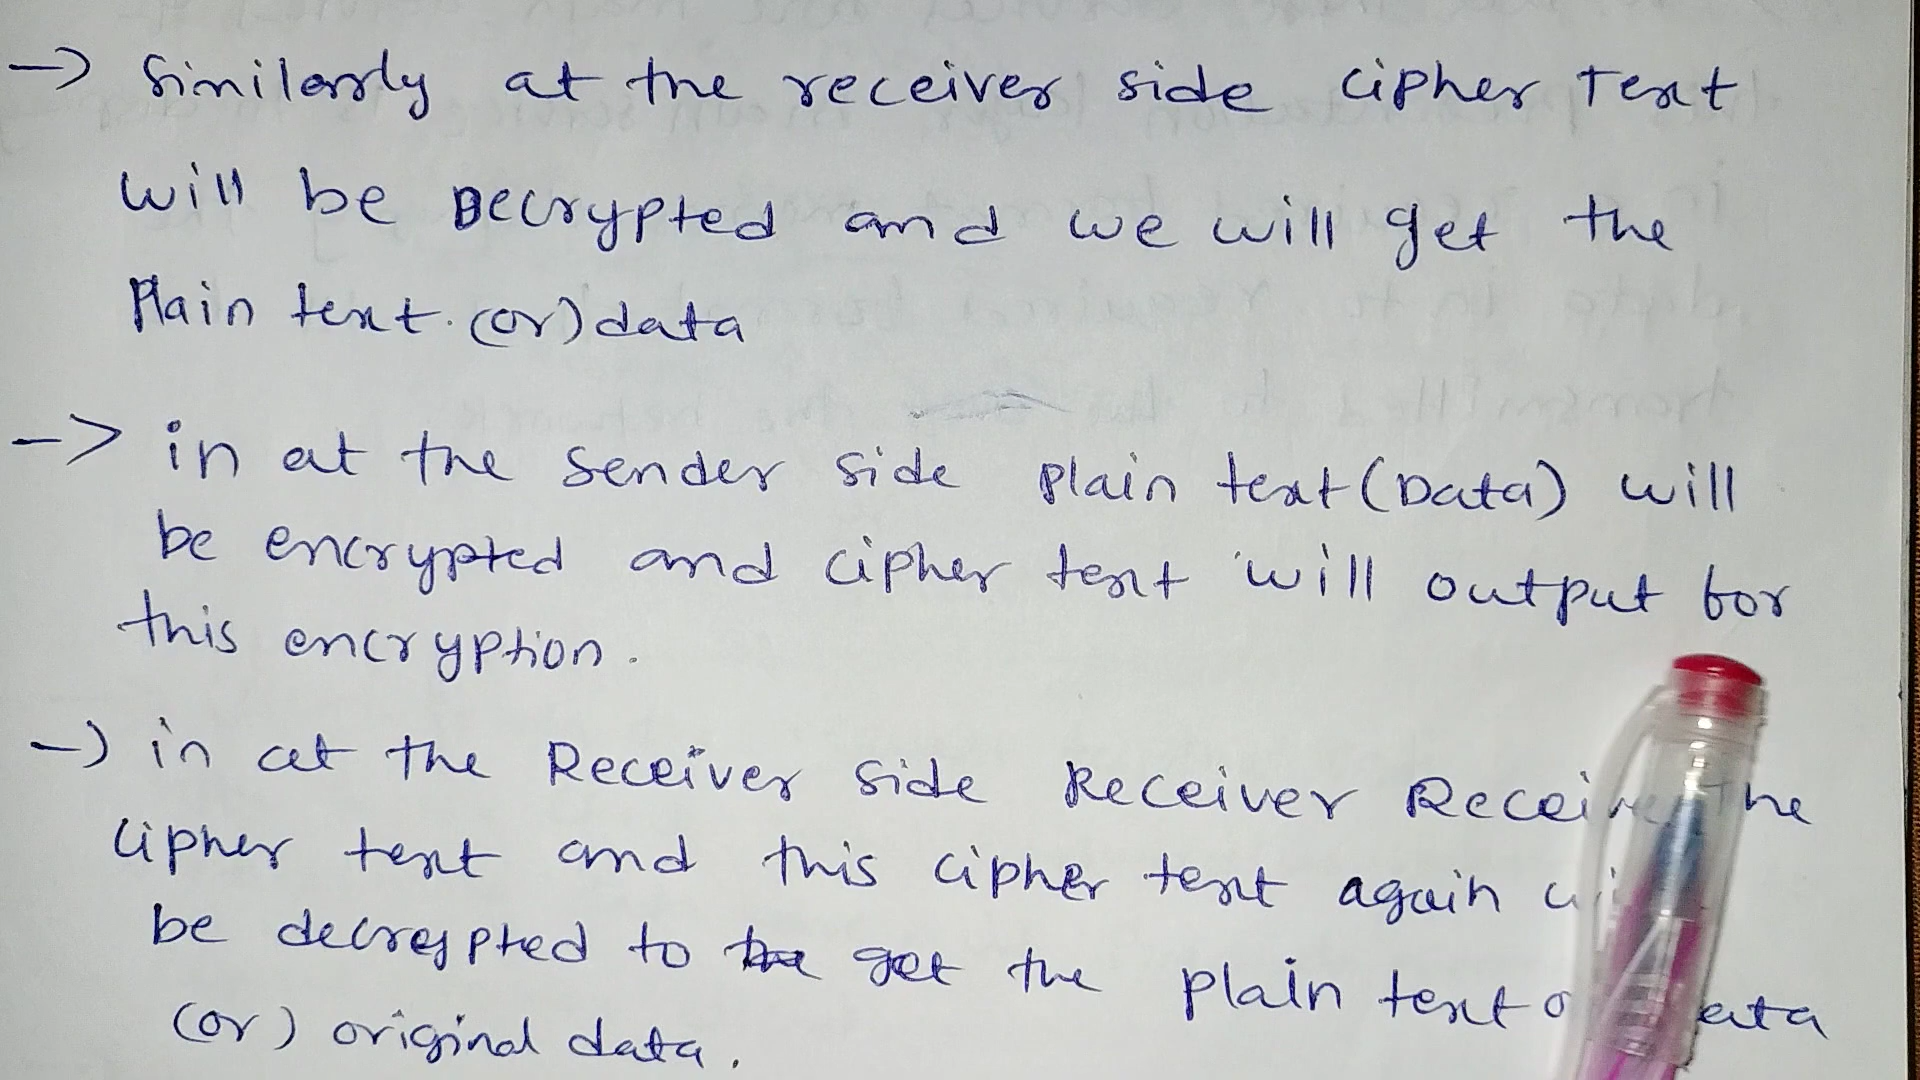 -> Similarly at the receiver side cipher Text
will be Decrypted and we will get the
Plain text. (or) data
-> in at the Sender side plain text (Data) will
be encrypted and cipher text will output for
this encryption.
-> in at the Receiver side Receiver the
cipher text and this cipher text again
be decrypted to get the plain text
(or) original data.